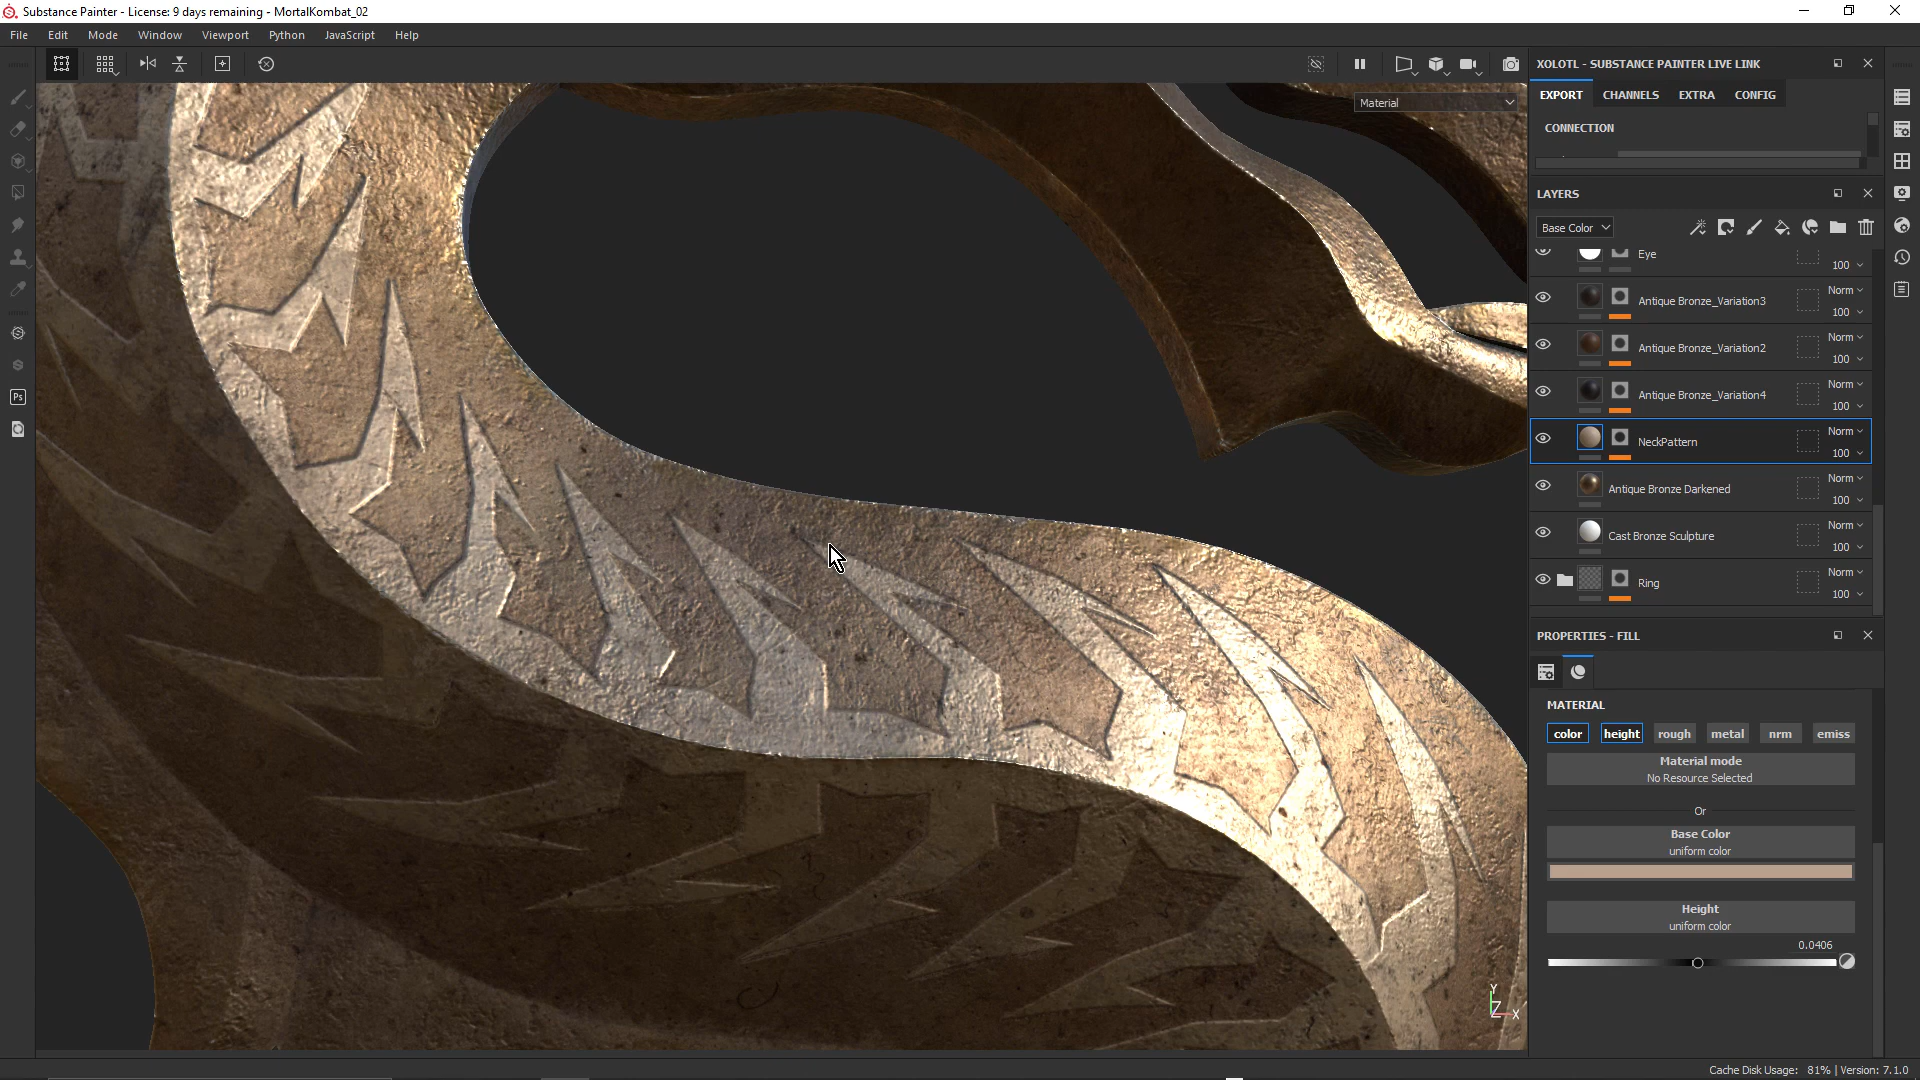 Substance Painter - License: 9 days remaining - MortalKombat_02
File Edit Mode Window Viewport Python JavaScript Help
Material
XOLOTL - SUBSTANCE PAINTER LIVE LINK
EXPORT CHANNELS EXTRA CONFIG
CONNECTION
LAYERS
Base Color
Eye
100
Antique Bronze_Variation3 Norm
100
Antique Bronze_Variation2 Norm
100
Antique Bronze_Variation4 Norm
100
NeckPattern Norm
100
Antique Bronze Darkened Norm
100
Cast Bronze Sculpture Norm
100
Ring Norm
100
PROPERTIES - FILL
MATERIAL
color height rough metal nrm emiss
Material mode
No Resource Selected
Or
Base Color
uniform color
Height
uniform color
0.0406
Ps
Y
Z
X
Cache Disk Usage: 81% | Version: 7.1.0